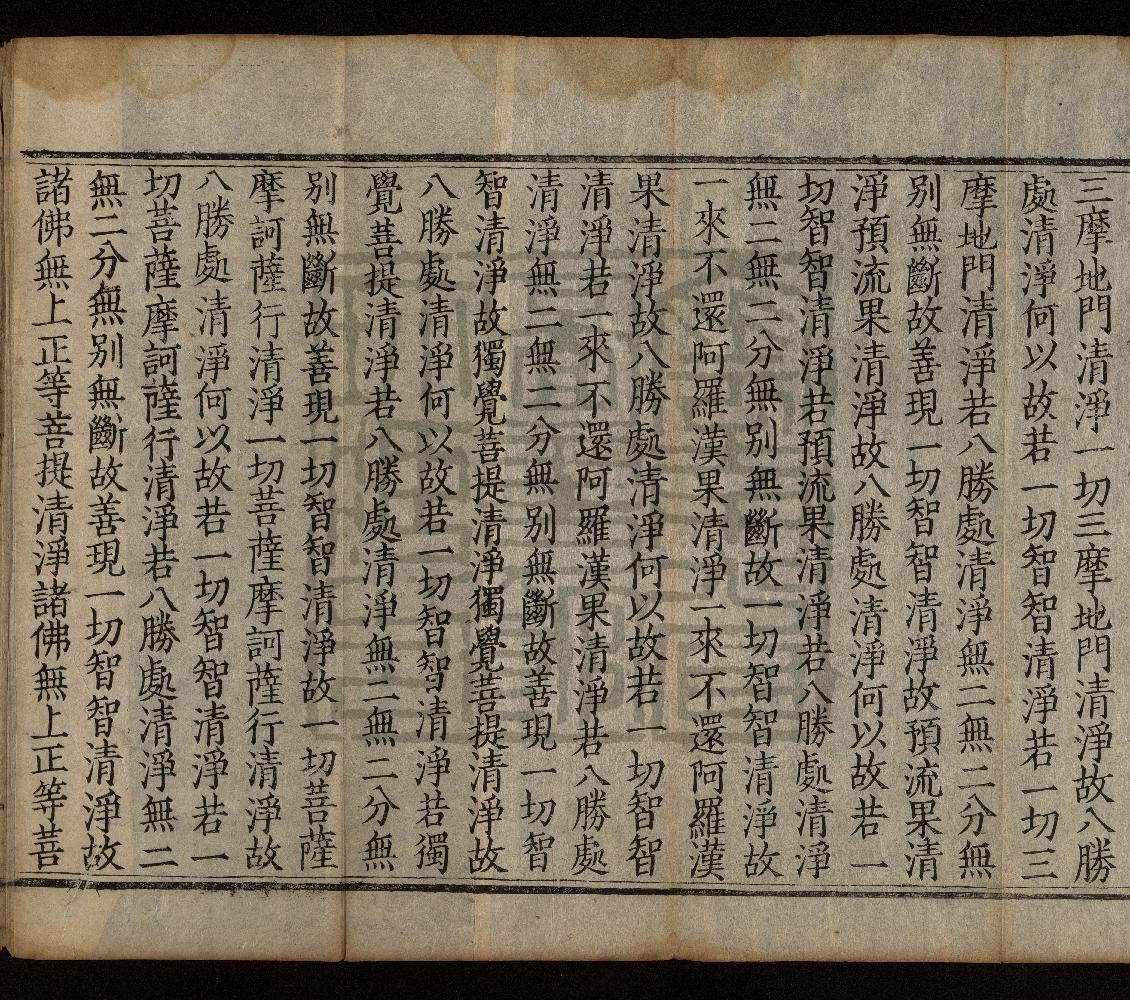 三摩地門清淨一切三摩地門清淨故八勝
處清淨何以故若一切智智清淨若一切三
摩地門清淨若八勝處清淨無二無二分無
别無斷故善現一切智智清淨故預流果清
淨預流果清淨故八勝處清淨何以故若一
切智智清淨若預流果清淨若八勝處清淨
無二無二分無别無斷故一切智智清淨故
一來不還阿羅漢果清淨一來不還阿羅漢
果清淨故八勝處清淨何以故若一切智智
清淨若一來不還阿羅漢果清淨若八勝處
清淨無二無二分無别無斷故善現一切智
智清淨故獨覺菩提清淨獨覺菩提清淨故
八勝處清淨何以故若一切智智清淨若獨
覺菩提清淨若八勝處清淨無二無二分無
别無斷故善現一切智智清淨故一切菩薩
摩訶薩行清淨一切菩薩摩訶薩行清淨故
八勝處清淨何以故若一切智智清淨若一
切菩薩摩訶薩行清淨若八勝處清淨無二
無二分無别無斷故善現一切智智清淨故
諸佛無上正等菩提清淨諸佛無上正等菩